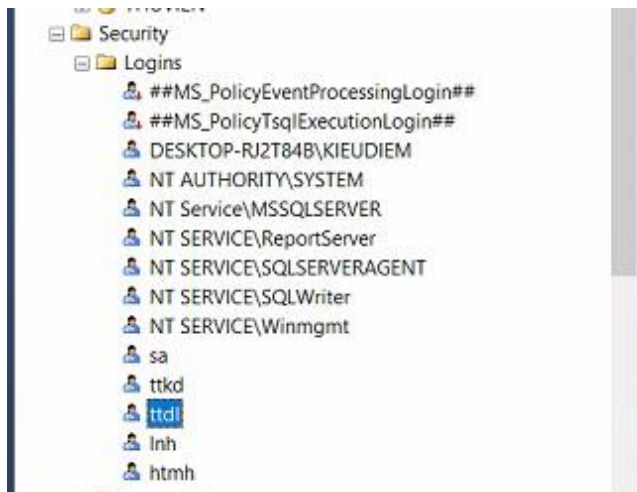 Security
Logins
##MS_PolicyEventProcessingLogin##
##MS_PolicyTsqlExecutionLogin##
DESKTOP-RJ2T84B\KIEUDIEM
NT AUTHORITY\SYSTEM
NT Service\MSSQLSERVER
NT SERVICE\ReportServer
NT SERVICE\SQLSERVERAGENT
NT SERVICE\SQLWriter
NT SERVICE\Winmgmt
sa
ttkd
ttdl
lnh
htmh